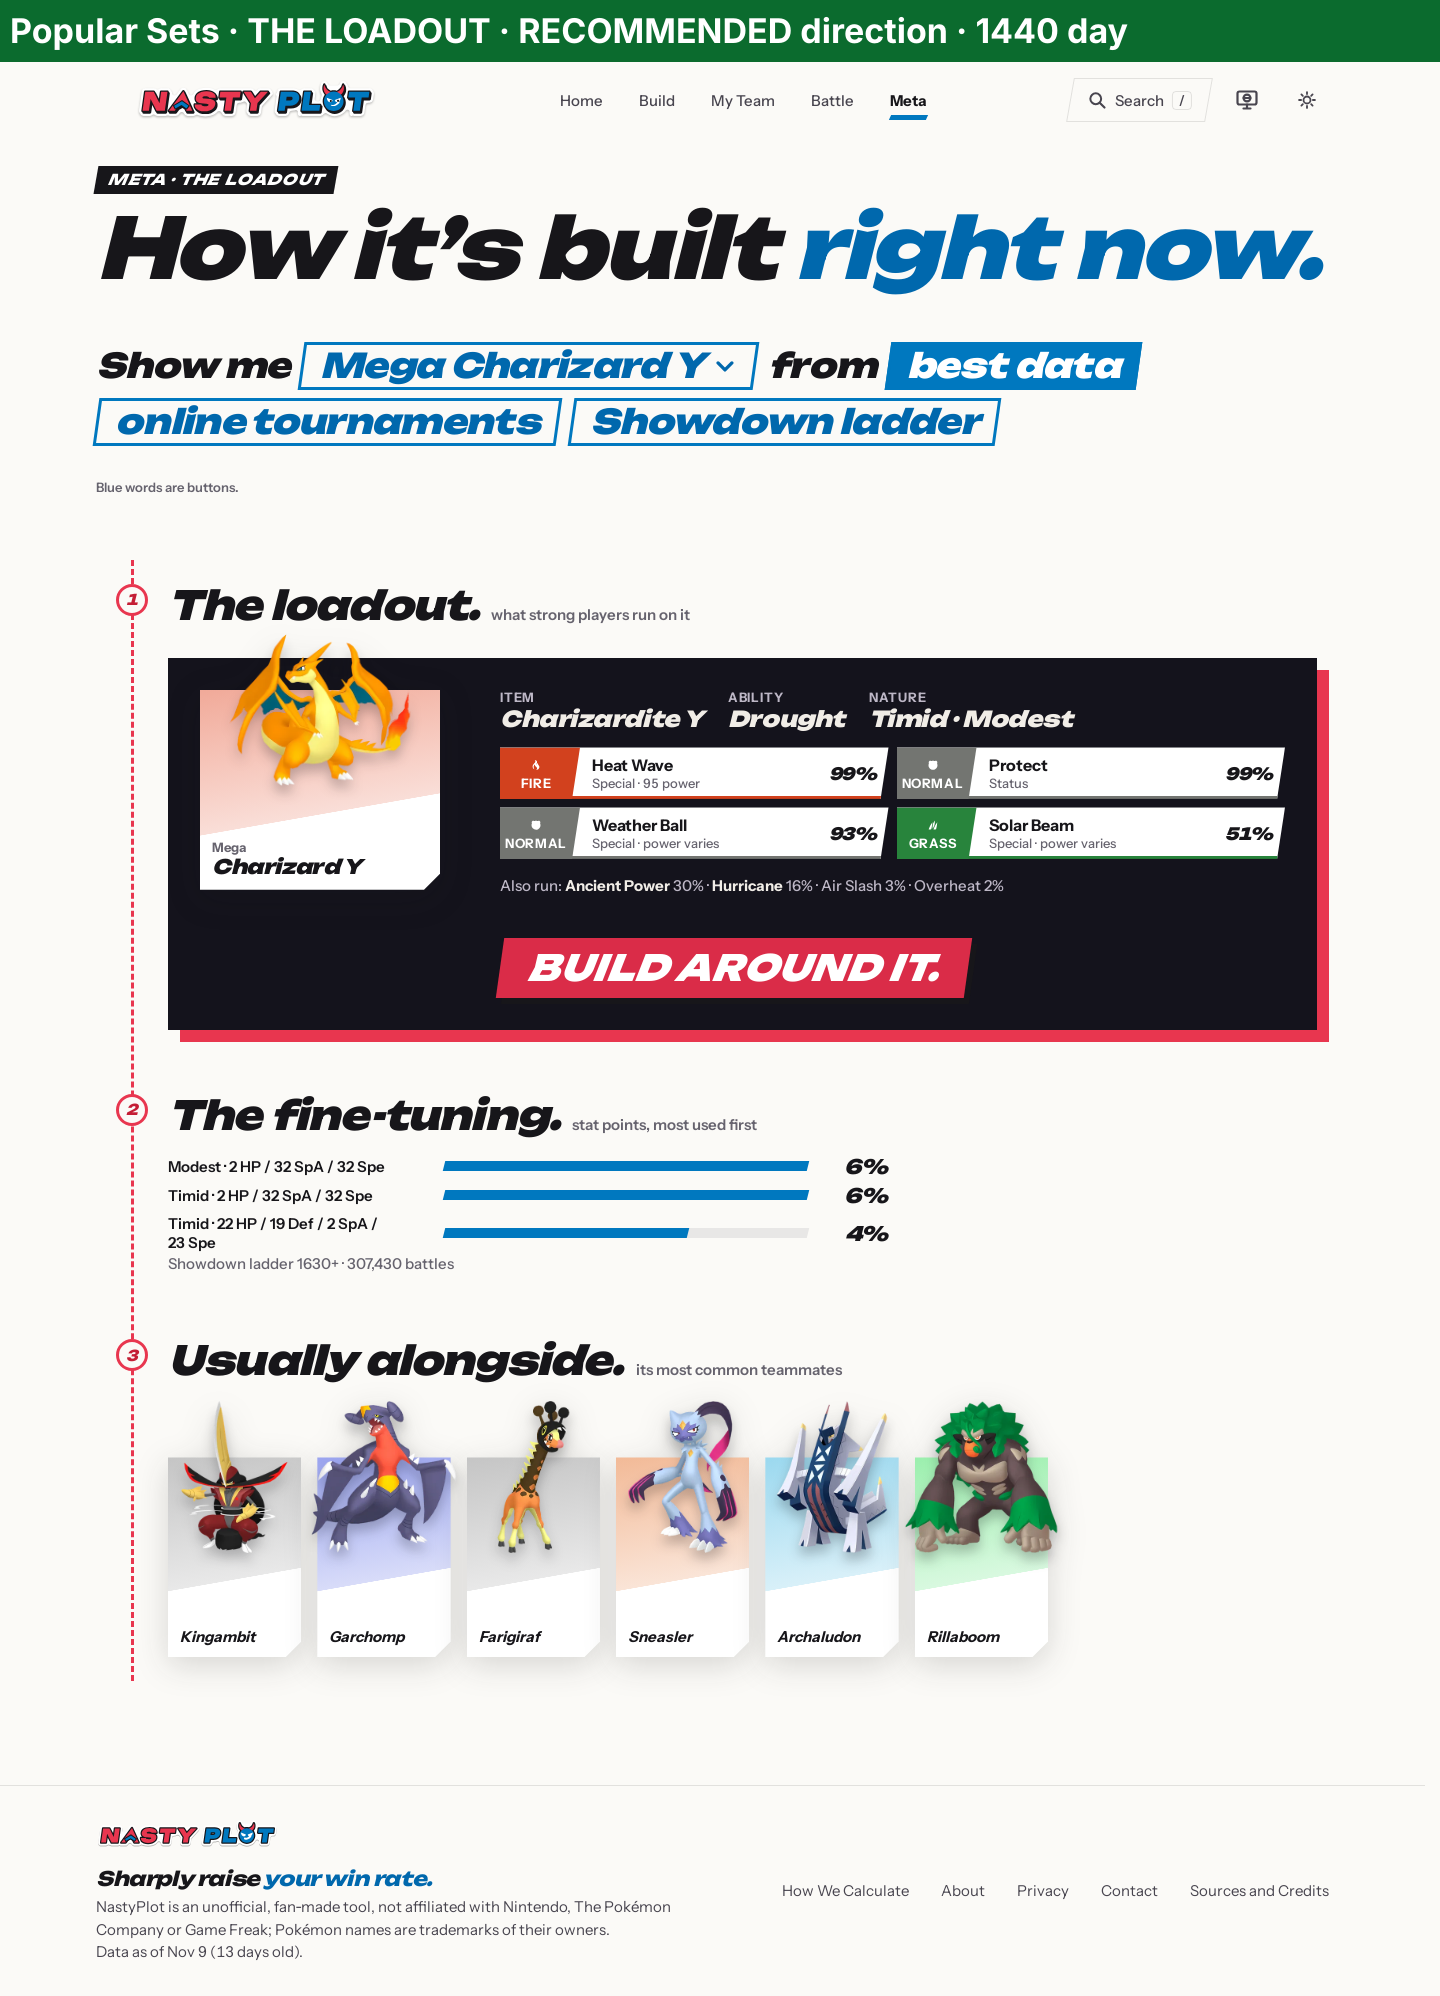 Popular Sets · THE LOADOUT · RECOMMENDED direction · 1440 day
NASTY PLOT
Home Build My Team Battle Meta
Search /
META · THE LOADOUT
How it’s built right now.
Show me Mega Charizard Y from best data
online tournaments Showdown ladder
Blue words are buttons.
1 The loadout. what strong players run on it
Mega
Charizard Y
ITEM ABILITY NATURE
Charizardite Y Drought Timid · Modest
FIRE Heat Wave Special · 95 power 99%
NORMAL Protect Status 99%
NORMAL Weather Ball Special · power varies 93%
GRASS Solar Beam Special · power varies 51%
Also run: Ancient Power 30% · Hurricane 16% · Air Slash 3% · Overheat 2%
BUILD AROUND IT.
2 The fine-tuning. stat points, most used first
Modest · 2 HP / 32 SpA / 32 Spe 6%
Timid · 2 HP / 32 SpA / 32 Spe 6%
Timid · 22 HP / 19 Def / 2 SpA /
23 Spe 4%
Showdown ladder 1630+ · 307,430 battles
3 Usually alongside. its most common teammates
Kingambit Garchomp Farigiraf Sneasler Archaludon Rillaboom
NASTY PLOT
Sharply raise your win rate.
NastyPlot is an unofficial, fan-made tool, not affiliated with Nintendo, The Pokémon
Company or Game Freak; Pokémon names are trademarks of their owners.
Data as of Nov 9 (13 days old).
How We Calculate About Privacy Contact Sources and Credits